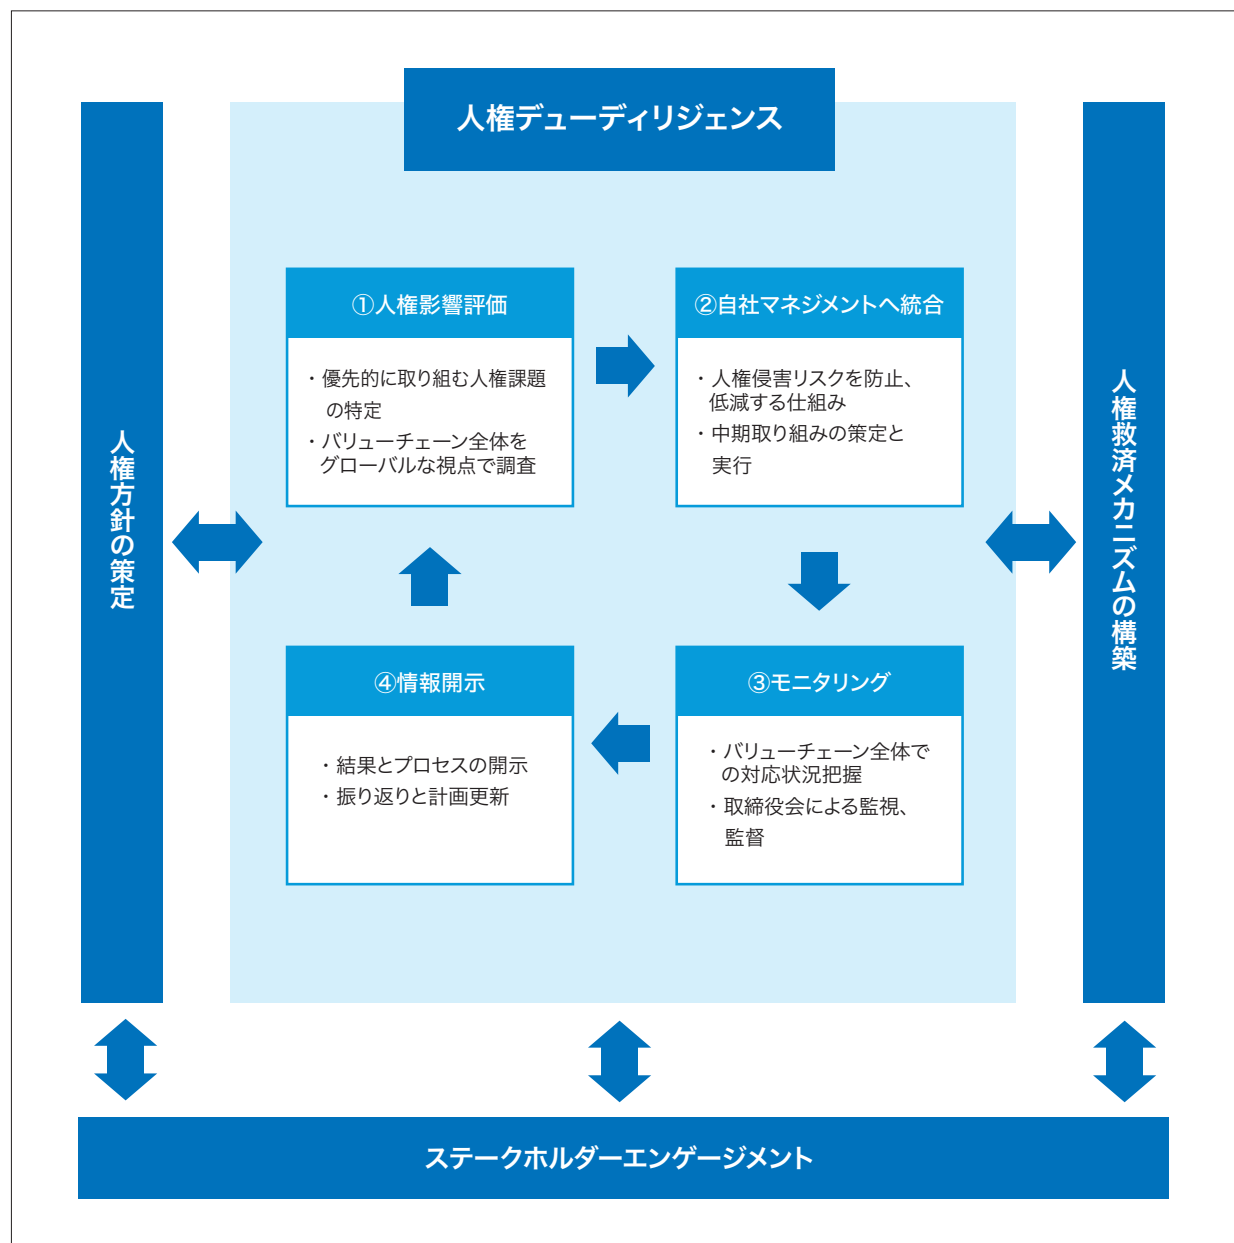 人権デューディリジェンス
人権方針の策定
①人権影響評価
・優先的に取り組む人権課題
の特定
・バリューチェーン全体を
グローバルな視点で調査
②自社マネジメントへ統合
・人権侵害リスクを防止、
低減する仕組み
・中期取り組みの策定と
実行
③モニタリング
・バリューチェーン全体で
の対応状況把握
・取締役会による監視、
監督
④情報開示
・結果とプロセスの開示
・振り返りと計画更新
人権救済メカニズムの構築
ステークホルダーエンゲージメント